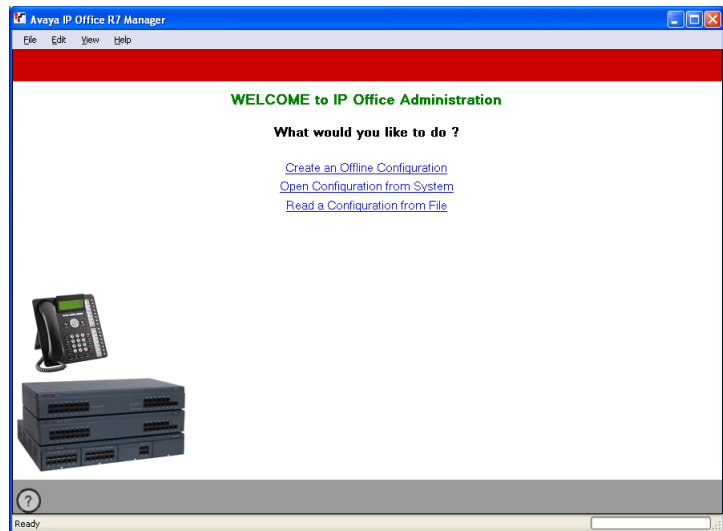 Avaya IP Office R7 Manager
File Edit View Help
WELCOME to IP Office Administration
What would you like to do ?
Create an Offline Configuration
Open Configuration from System
Read a Configuration from File
?
Ready